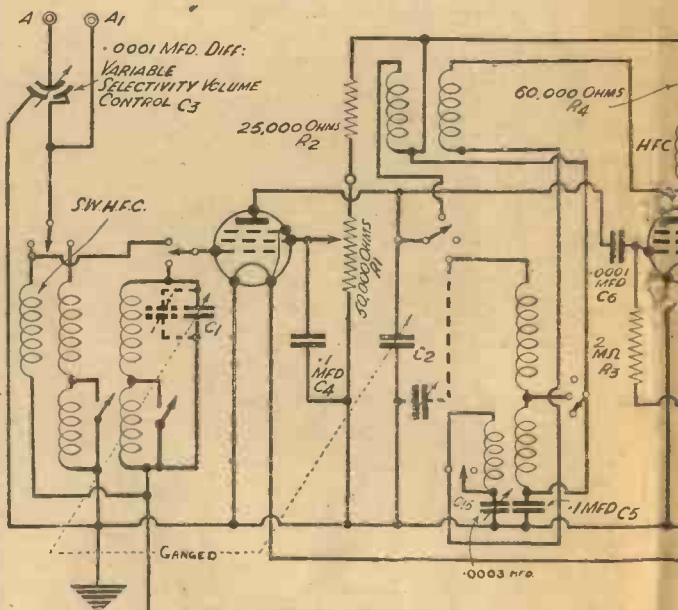 A
A1
.0001 MFD. DIFF:
VARIABLE
SELECTIVITY VOLUME
CONTROL C3
25,000 OHMS
R2
60,000 OHMS
R4
HFC
S.W.H.F.C.
50,000 OHMS
R1
C1
.1
MFD
C4
C2
.0001
MFD
C6
2
MΩ
R3
C15
.1 MFD C5
GANGED
.0003 MFD.